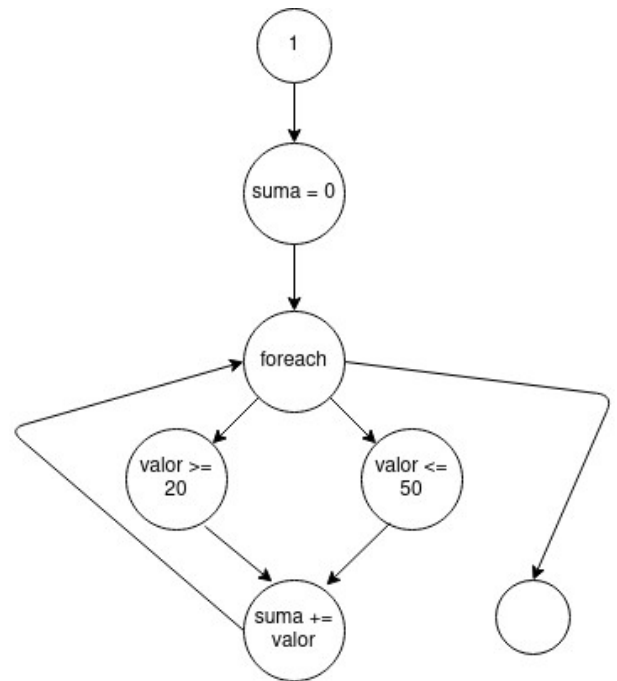 1
suma = 0
foreach
valor >=
20
valor <=
50
suma +=
valor